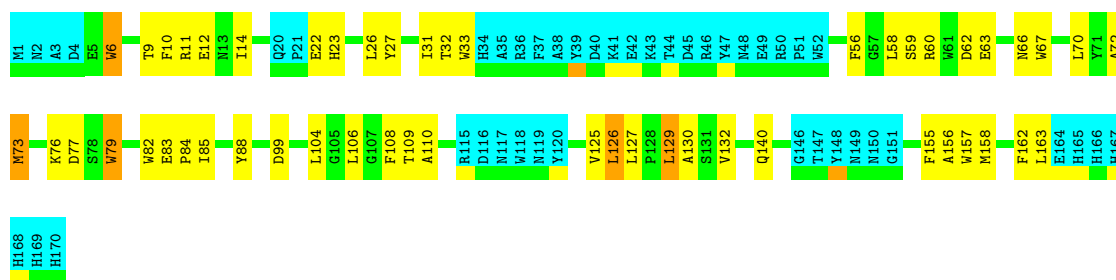 M1 N2 A3 D4 E5 W6 T9 F10 R11 E12 N13 I14 Q20 P21 E22 H23 L26 Y27 I31 T32 W33 H34 A35 R36 F37 A38 Y39 D40 K41 E42 K43 T44 D45 R46 Y47 N48 E49 R50 P51 W52 F56 G57 L58 S59 R60 W61 D62 E63 N66 W67 L70 Y71 A72
M73 K76 D77 S78 W79 W82 E83 P84 I85 Y88 D99 L104 G105 L106 G107 F108 T109 A110 R115 D116 N117 W118 N119 Y120 V125 L126 L127 P128 L129 A130 S131 V132 Q140 G146 T147 Y148 N149 N150 G151 F155 A156 W157 M158 F162 L163 E164 H165 H166 H167
H168 H169 H170